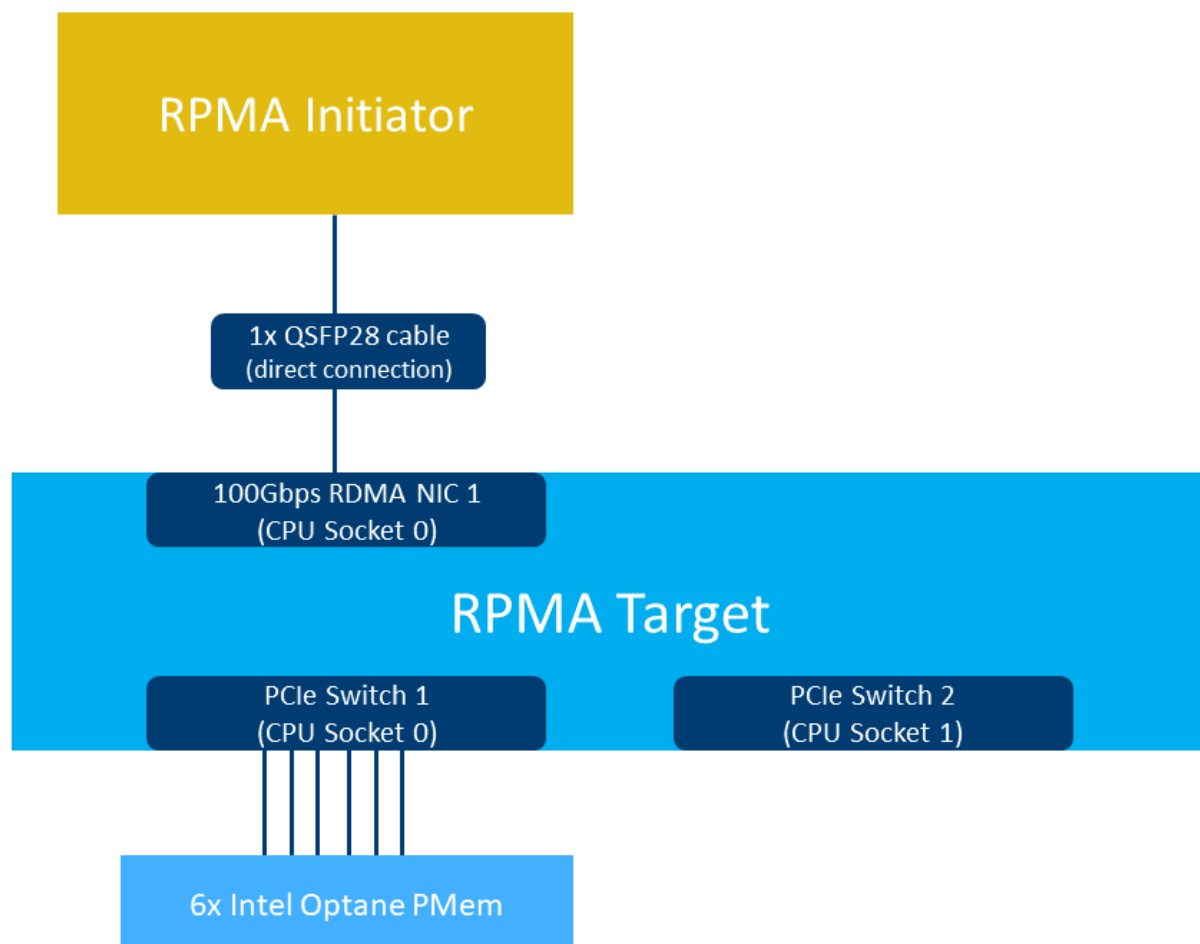 RPMA Initiator
1x QSFP28 cable
(direct connection)
100Gbps RDMA NIC 1
(CPU Socket 0)
RPMA Target
PCIe Switch 1
(CPU Socket 0)
PCIe Switch 2
(CPU Socket 1)
6x Intel Optane PMem